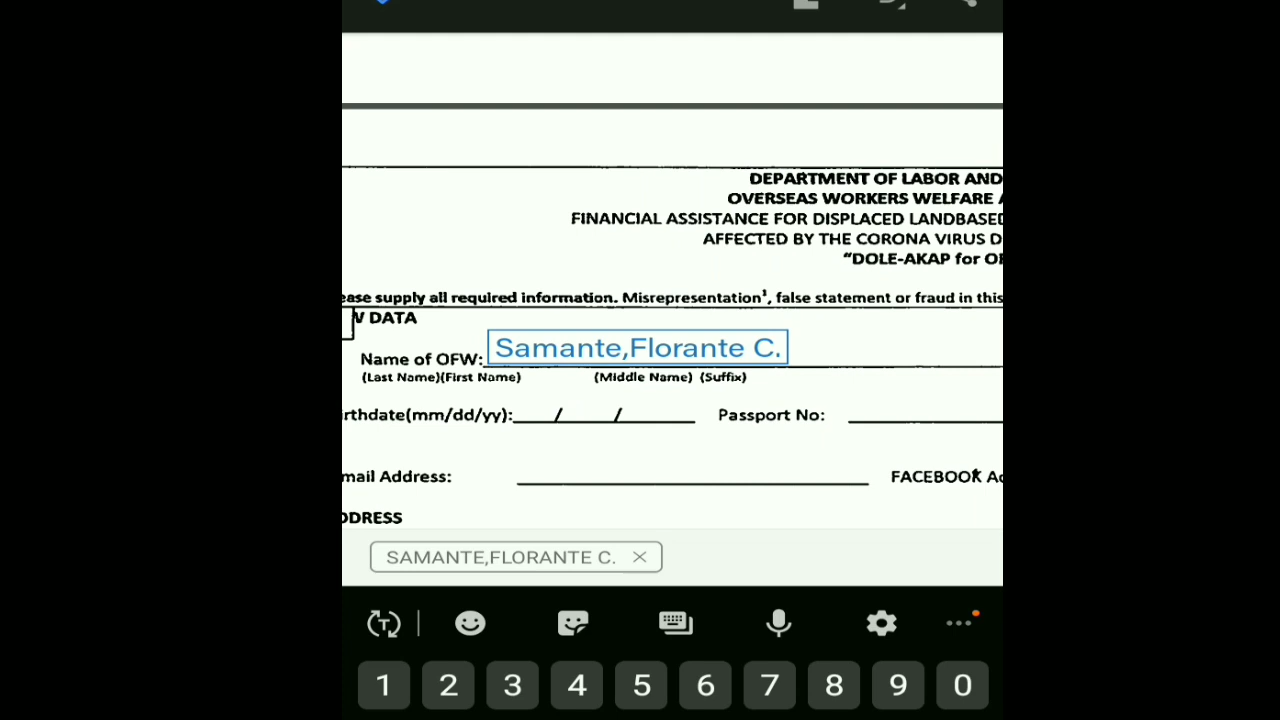 DEPARTMENT OF LABOR AND
OVERSEAS WORKERS WELFARE A
FINANCIAL ASSISTANCE FOR DISPLACED LANDBASED
AFFECTED BY THE CORONA VIRUS D
“DOLE-AKAP for OF
ease supply all required information. Misrepresentation¹, false statement or fraud in this
V DATA
Name of OFW: Samante,Florante C.
(Last Name)(First Name) (Middle Name) (Suffix)
rthdate(mm/dd/yy): / / Passport No:
mail Address: FACEBOOK Ac
DDRESS
SAMANTE,FLORANTE C. ×
T
1 2 3 4 5 6 7 8 9 0